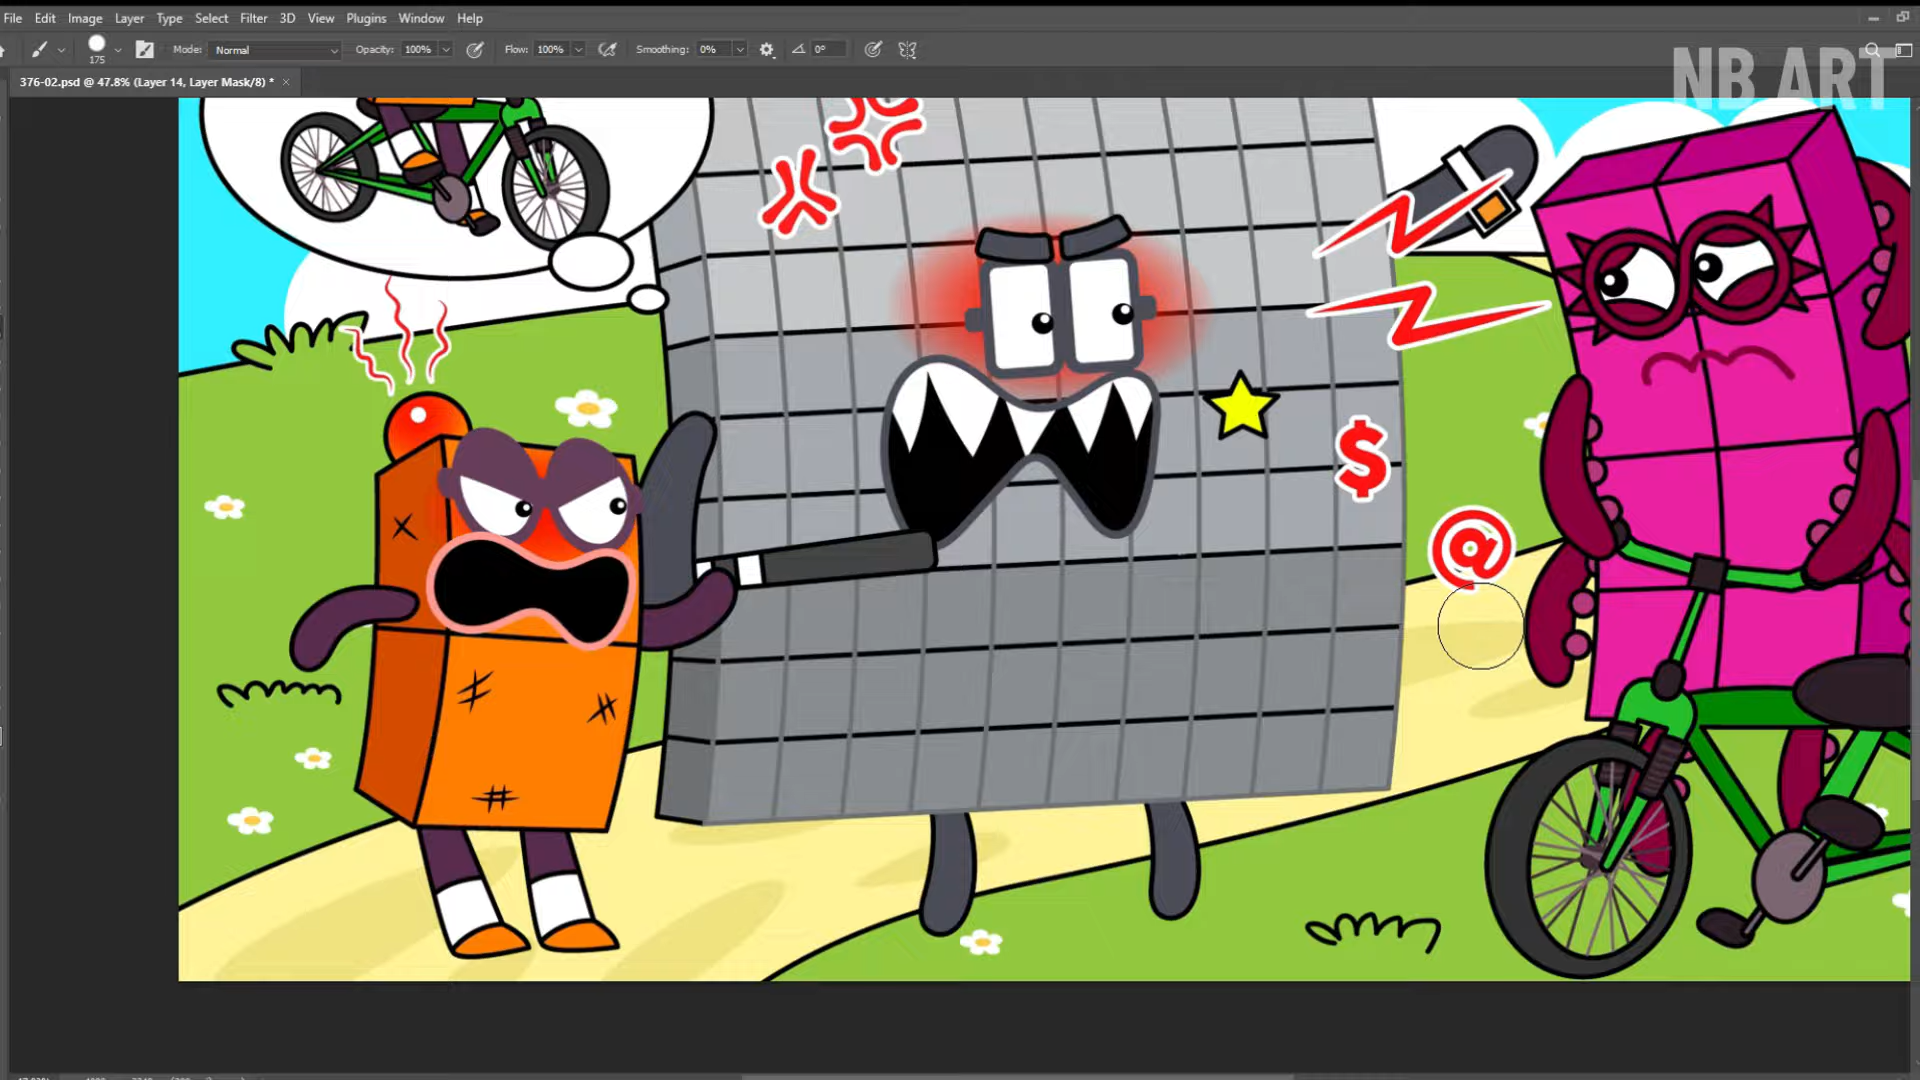 File Edit Image Layer Type Select Filter 3D View Plugins Window Help
175 Mode: Normal Opacity: 100% Flow: 100% Smoothing: 0% 0°
376-02.psd @ 47.8% (Layer 14, Layer Mask/8) * ×
NB ART
$
@